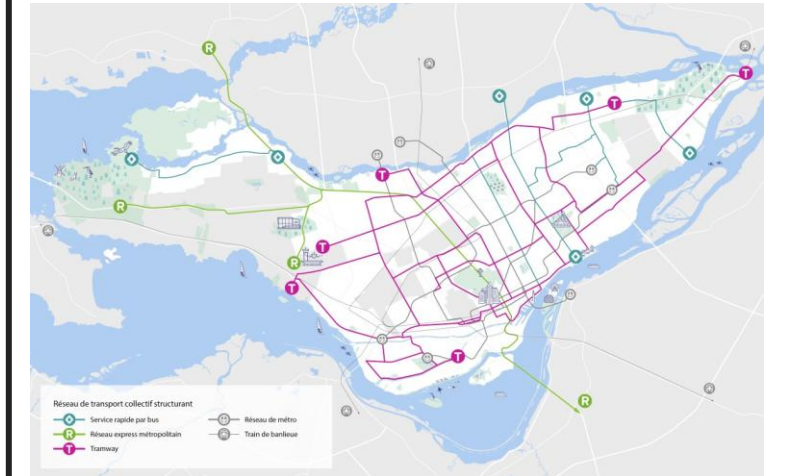 R
T
T
R
T
R
T
T
R
Réseau de transport collectif structurant
Service rapide par bus
Réseau de métro
R Réseau express métropolitain
Train de banlieue
T Tramway